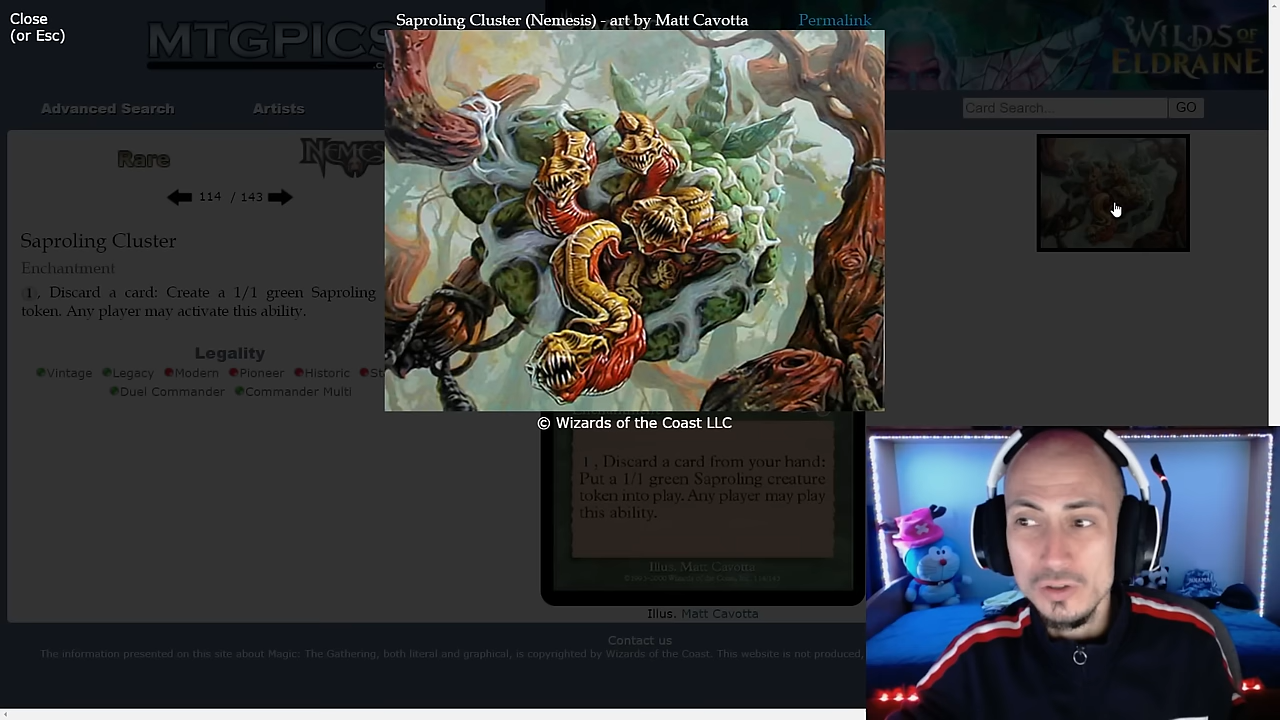 Close
(or Esc)
Saproling Cluster (Nemesis) - art by Matt Cavotta
Permalink
MTGPICS
WILDS OF
ELDRAINE
Advanced Search
Artists
Card Search...
GO
Rare
114 / 143
Saproling Cluster
Enchantment
1, Discard a card: Create a 1/1 green Saproling
token. Any player may activate this ability.
Legality
Vintage
Legacy
Modern
Pioneer
Historic
Duel Commander
Commander Multi
© Wizards of the Coast LLC
1, Discard a card from your hand:
Put a 1/1 green Saproling creature
token into play. Any player may play
this ability.
Illus. Matt Cavotta
Illus. Matt Cavotta
Contact us
The information presented on this site about Magic: The Gathering, both literal and graphical, is copyrighted by Wizards of the Coast. This website is not produced,